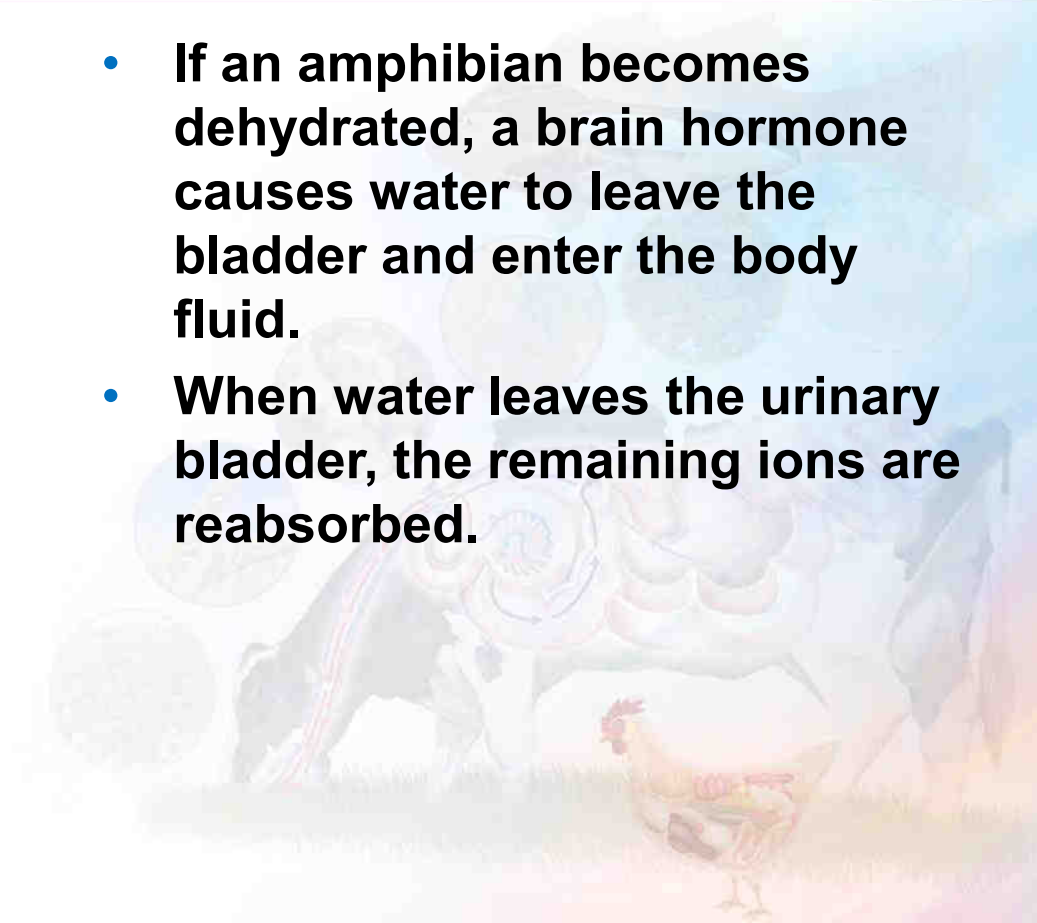 • If an amphibian becomes
dehydrated, a brain hormone
causes water to leave the
bladder and enter the body
fluid.
• When water leaves the urinary
bladder, the remaining ions are
reabsorbed.